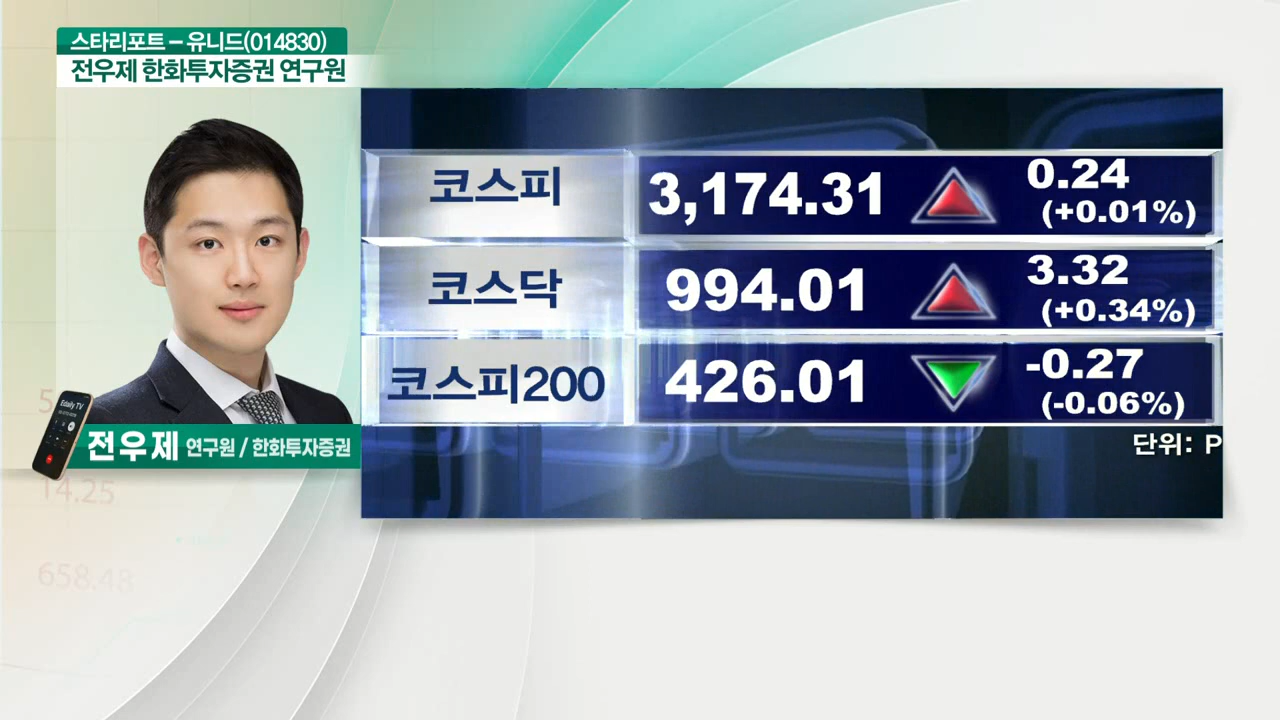 스타리포트 – 유니드(014830)
전우제 한화투자증권 연구원
코스피 3,174.31 0.24
(+0.01%)
코스닥 994.01 3.32
(+0.34%)
코스피200 426.01 -0.27
(-0.06%)
단위: P
Edaily TV
전우제 연구원 / 한화투자증권
14.25
658.48